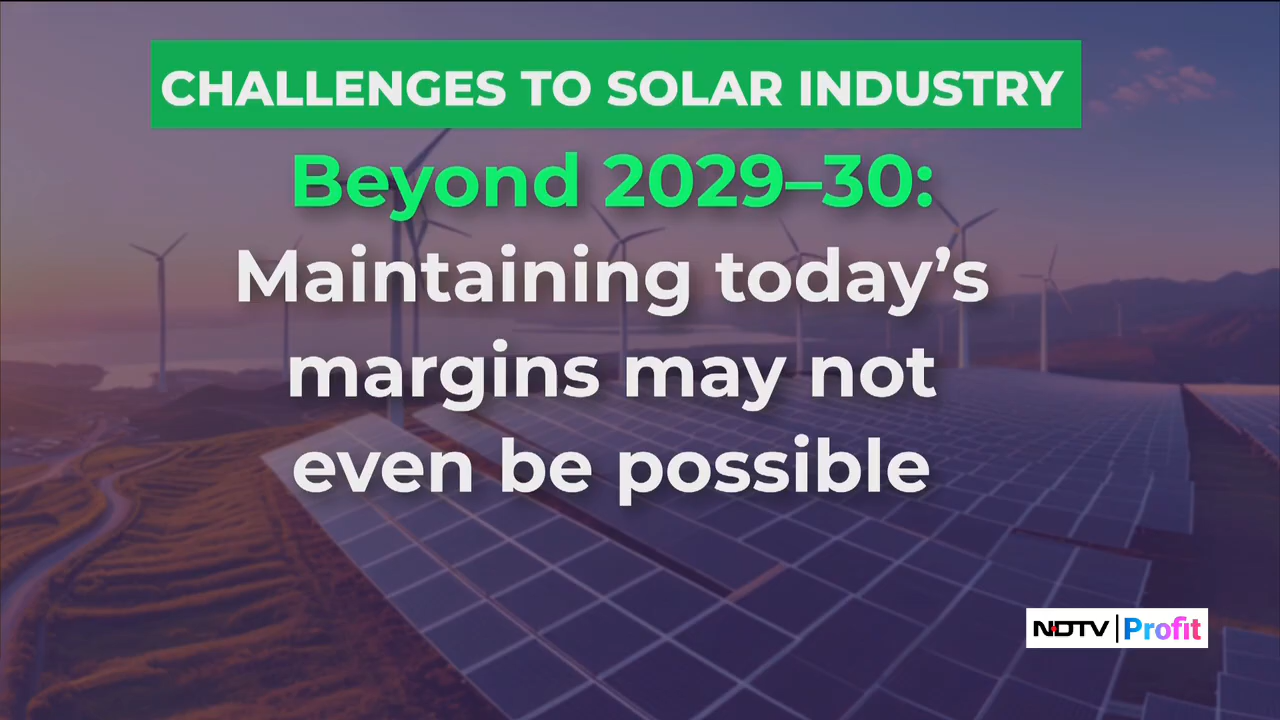 CHALLENGES TO SOLAR INDUSTRY
Beyond 2029–30:
Maintaining today’s
margins may not
even be possible
NDTV Profit